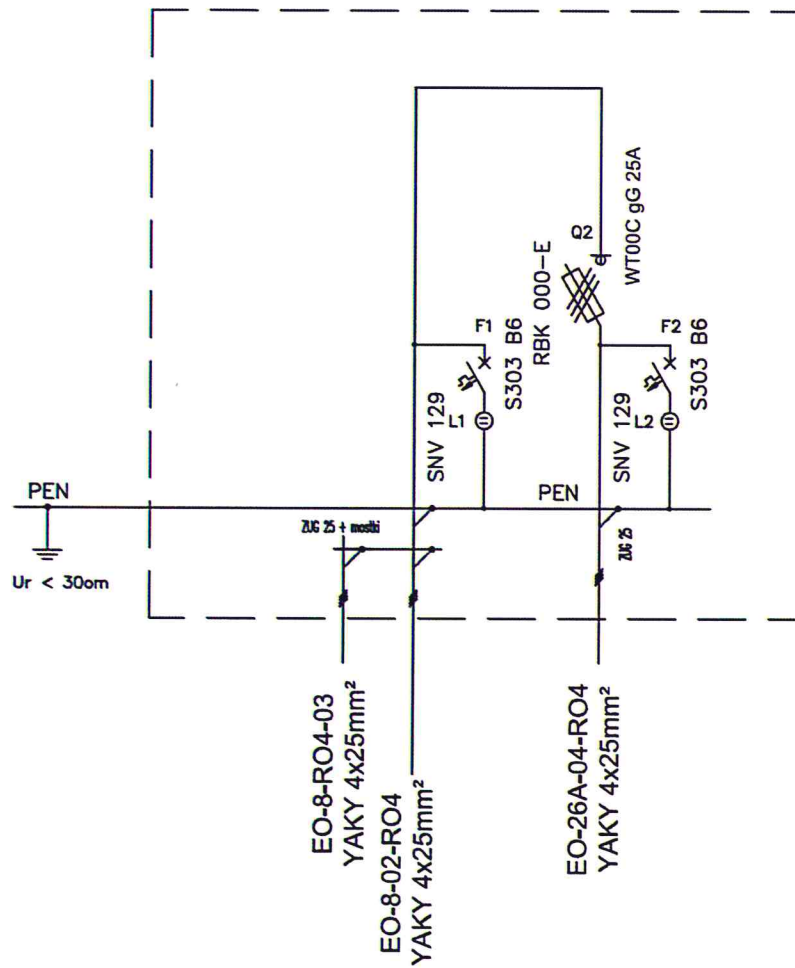 Q2
WT00C gG 25A
RBK 000-E
F1
S303 B6
L1
SNV 129
F2
S303 B6
L2
SNV 129
PEN
PEN
ZUG 25 + mostki
ZUG 25
Ur < 30om
EO-8-RO4-03
YAKY 4x25mm²
EO-8-02-RO4
YAKY 4x25mm²
EO-26A-04-RO4
YAKY 4x25mm²